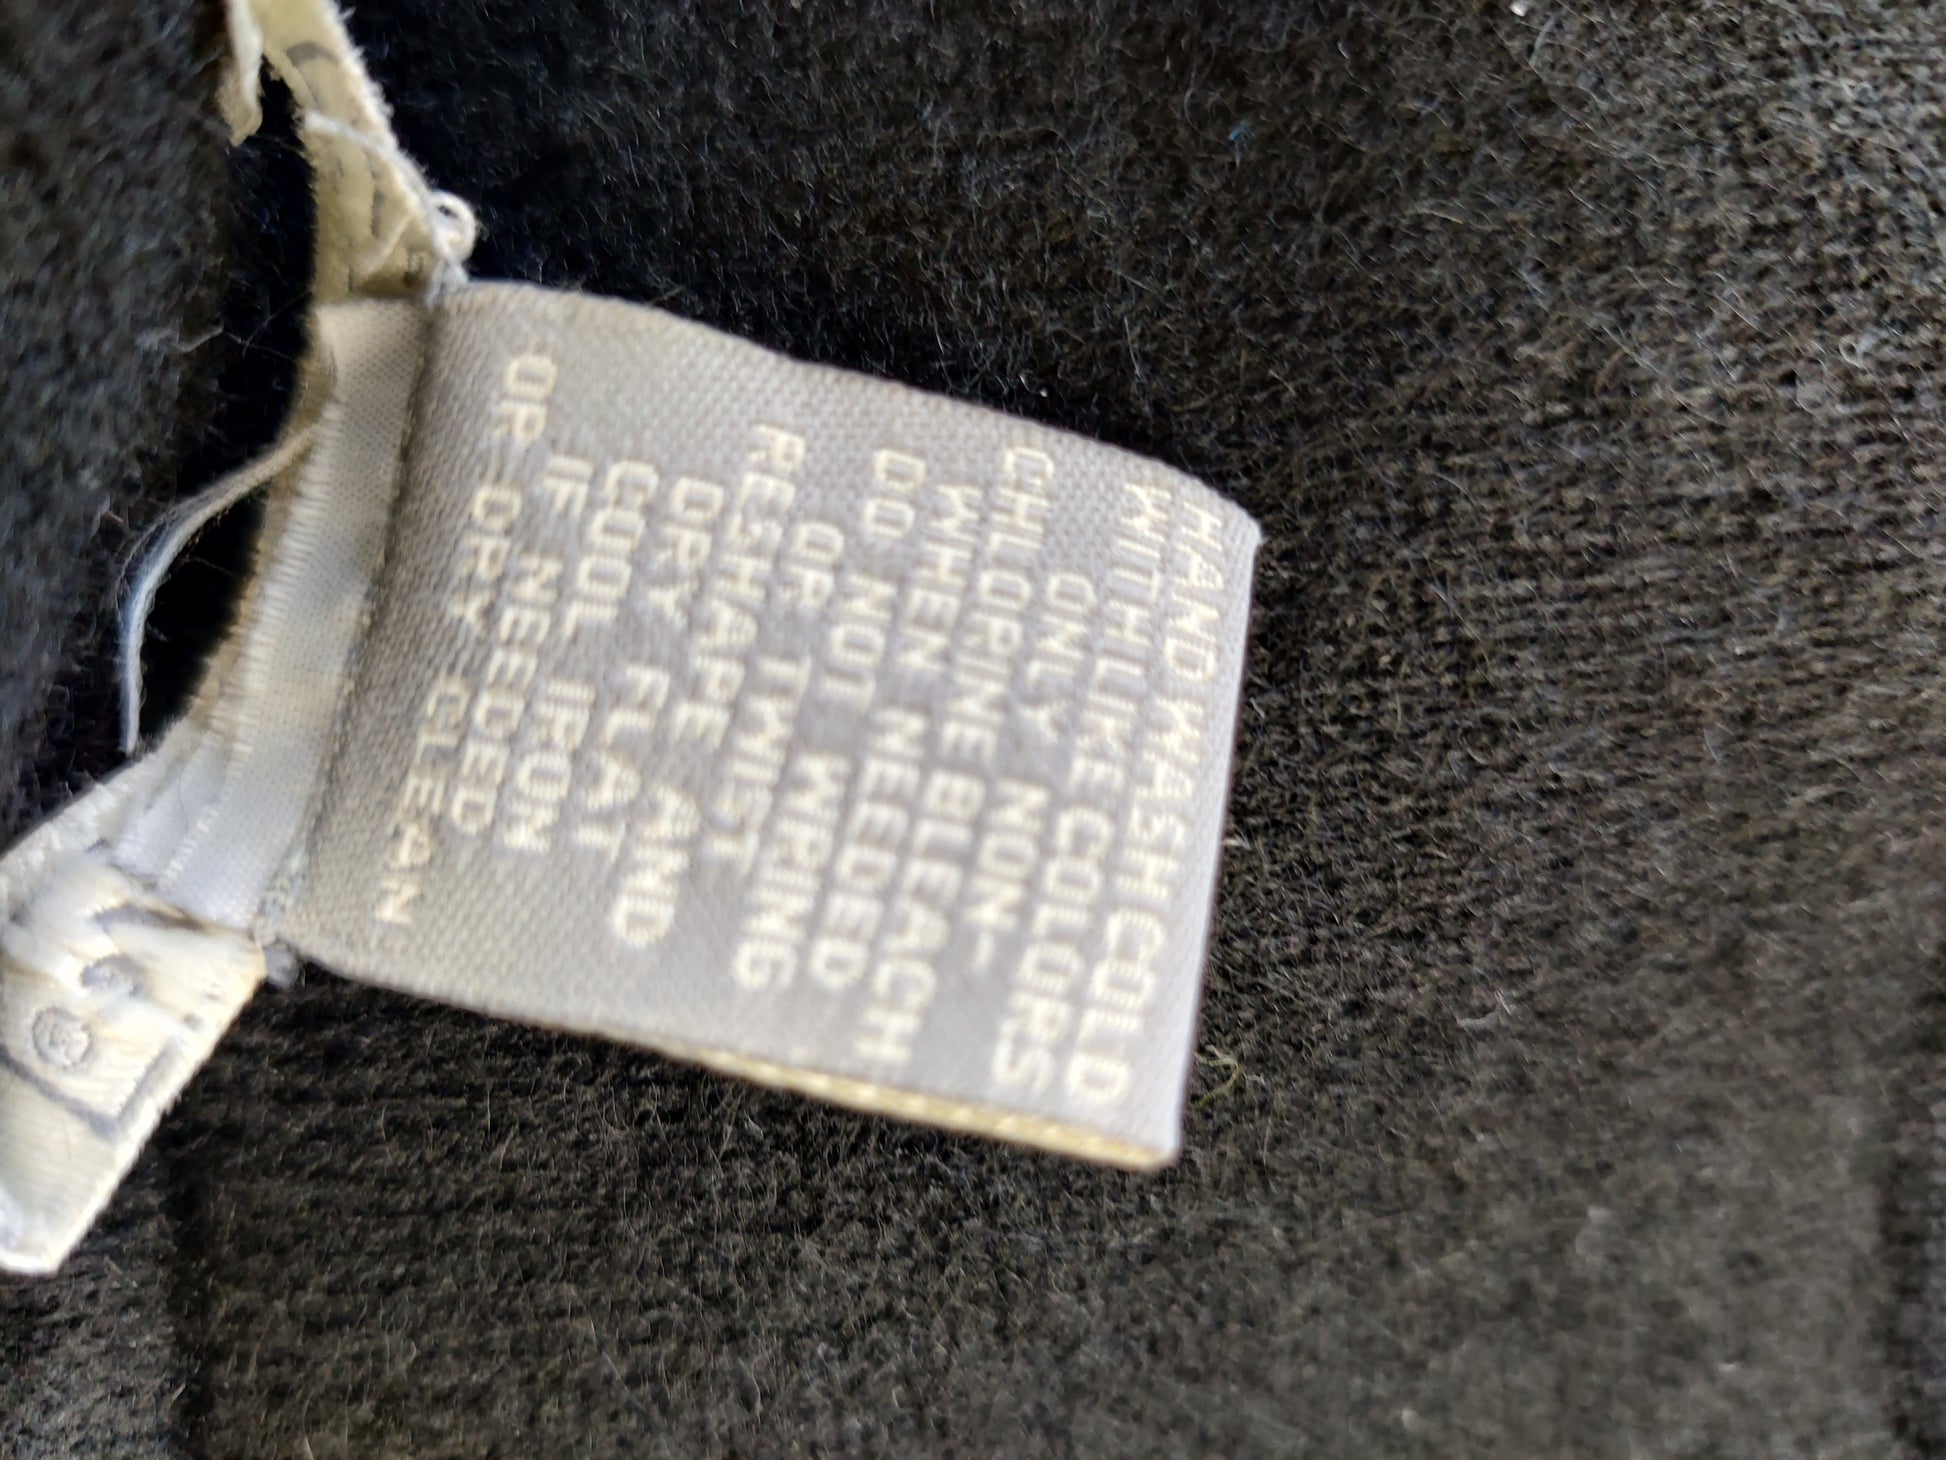 HAND WASH COLD
WITH LIKE COLORS
ONLY NON-
CHLORINE BLEACH
WHEN NEEDED
DO NOT WRING
OR TWIST
RESHAPE AND
DRY FLAT
COOL IRON
IF NEEDED
OR DRY CLEAN